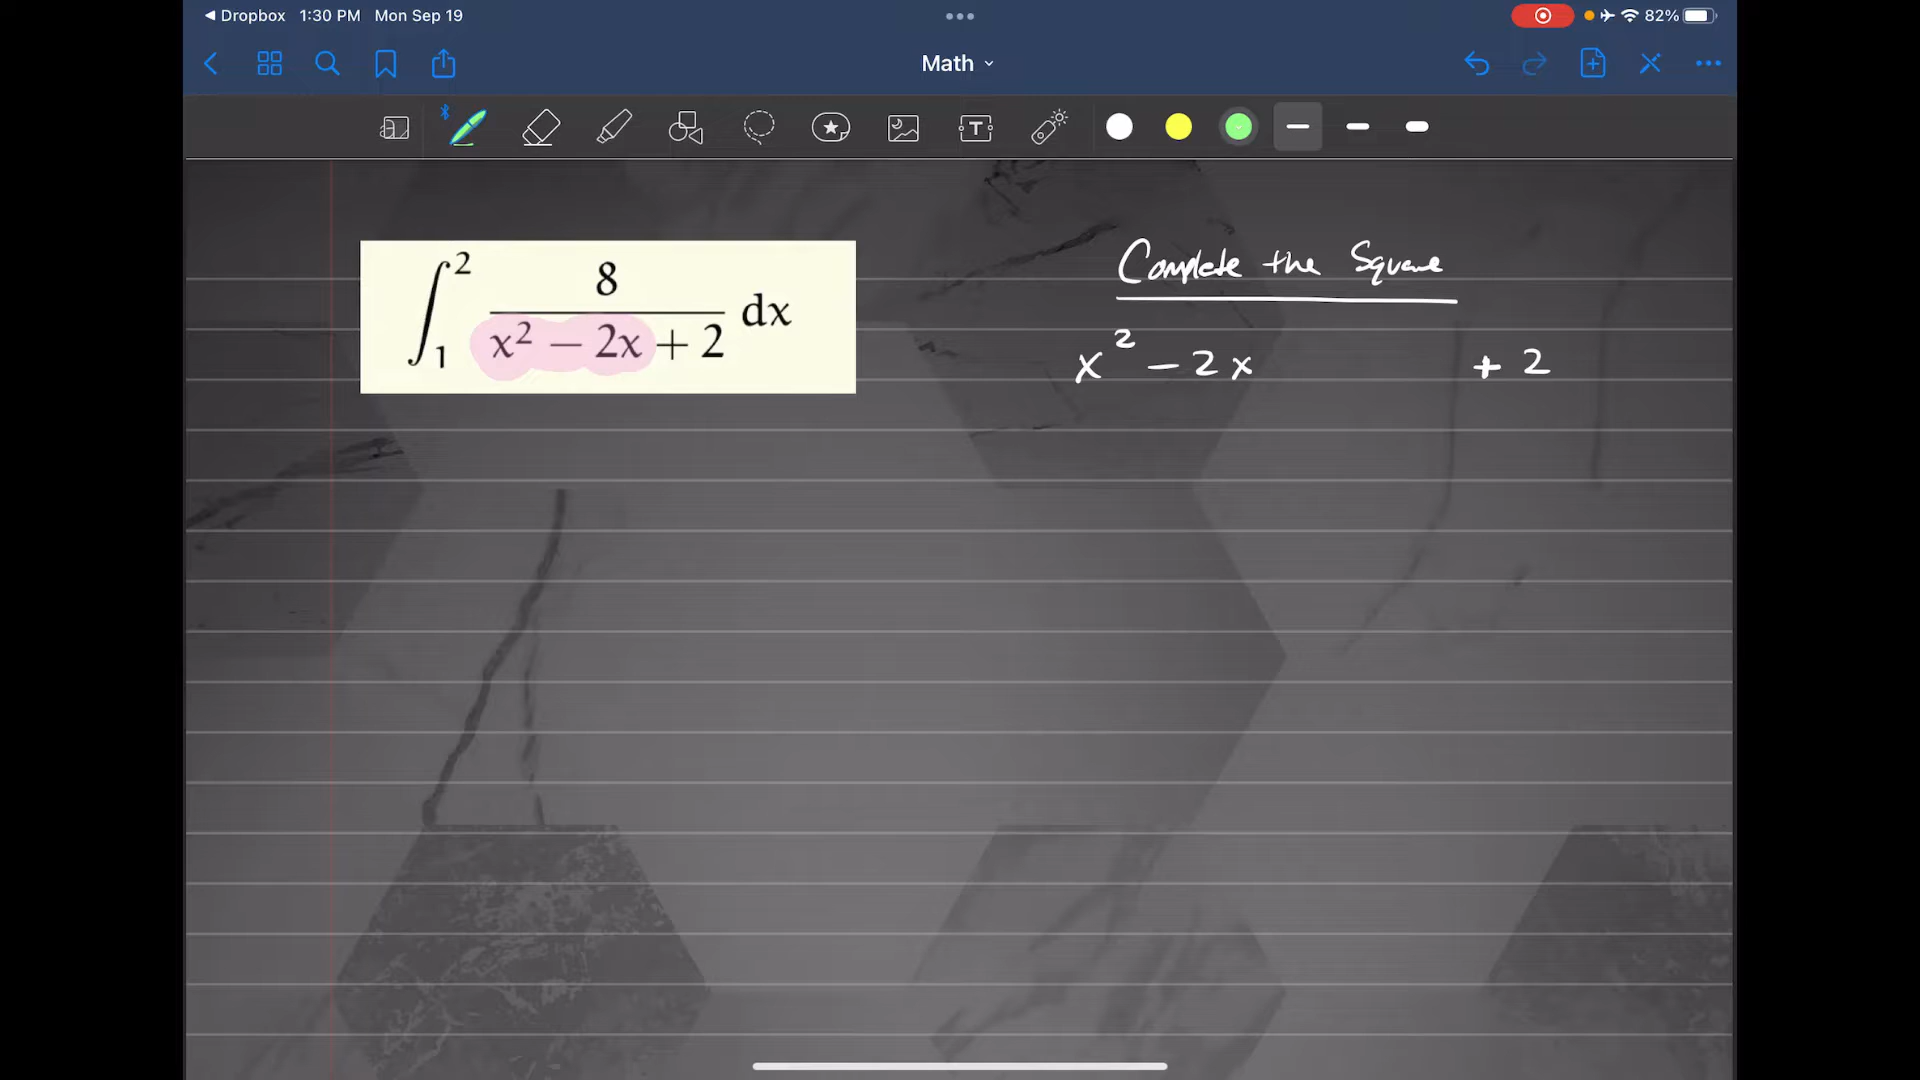 Dropbox 1:30 PM Mon Sep 19
82%
Math
T
∫₁² 8/(x² − 2x + 2) dx
Complete the Square
x² − 2x + 2